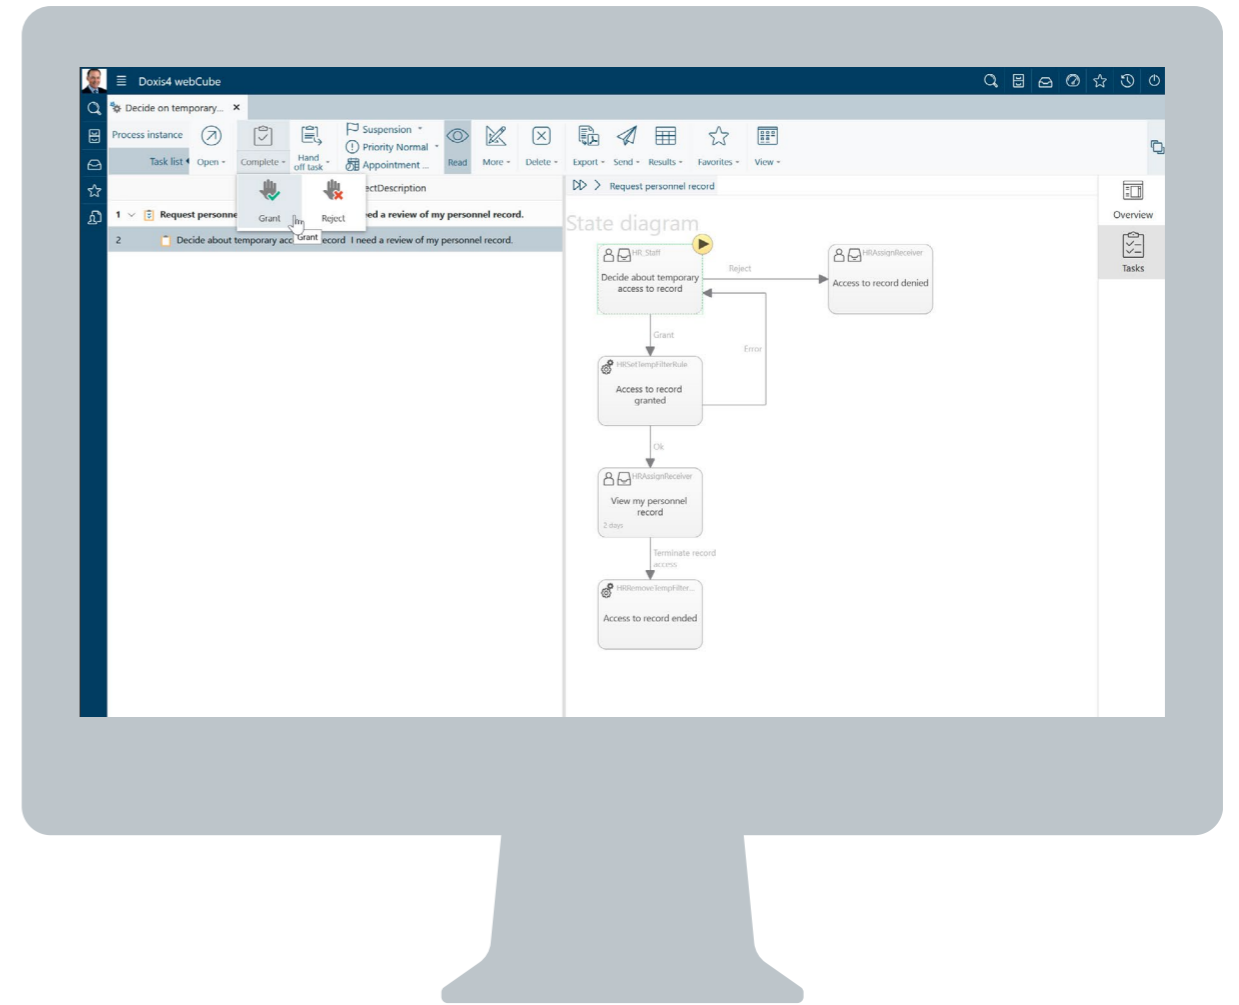 Doxis4 webCube
Decide on temporary...
Process instance
Task list
Open
Complete
Hand
off task
Suspension
Priority Normal
Appointment ...
Read
More
Delete
Export
Send
Results
Favorites
View
Grant
Reject
Grant
ectDescription
1 Request personne
ed a review of my personnel record.
2 Decide about temporary acc
ecord I need a review of my personnel record.
Request personnel record
State diagram
HR_Staff
Decide about temporary
access to record
Reject
HRAssignReceiver
Access to record denied
Grant
Error
HRSetTempFilterRule
Access to record
granted
Ok
HRAssignReceiver
View my personnel
record
2 days
Terminate record
access
HRRemoveTempFilter...
Access to record ended
Overview
Tasks